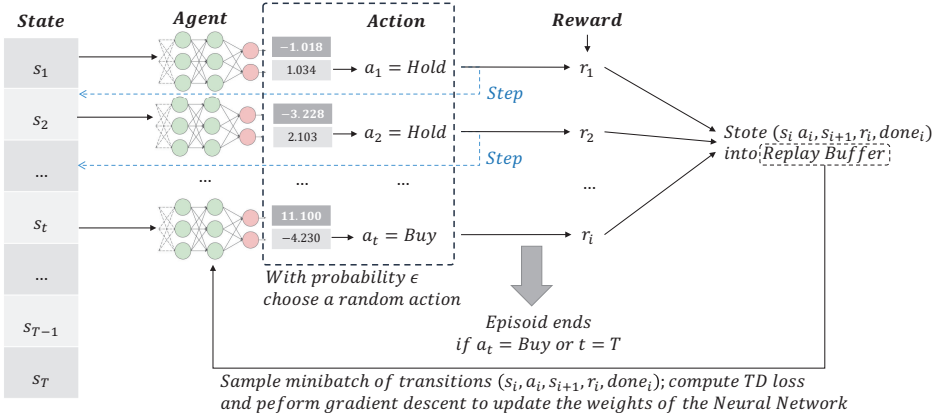 State
Agent
Action
Reward
s₁
−1.018
1.034
a₁ = Hold
r₁
Step
s₂
−3.228
2.103
a₂ = Hold
r₂
Stote (sᵢ aᵢ, sᵢ₊₁, rᵢ, doneᵢ)
into Replay Buffer
Step
...
...
...
...
sₜ
11.100
−4.230
aₜ = Buy
rᵢ
...
With probability ϵ
choose a random action
Episoid ends
if aₜ = Buy or t = T
s_{T−1}
s_T
Sample minibatch of transitions (sᵢ, aᵢ, sᵢ₊₁, rᵢ, doneᵢ); compute TD loss
and peform gradient descent to update the weights of the Neural Network